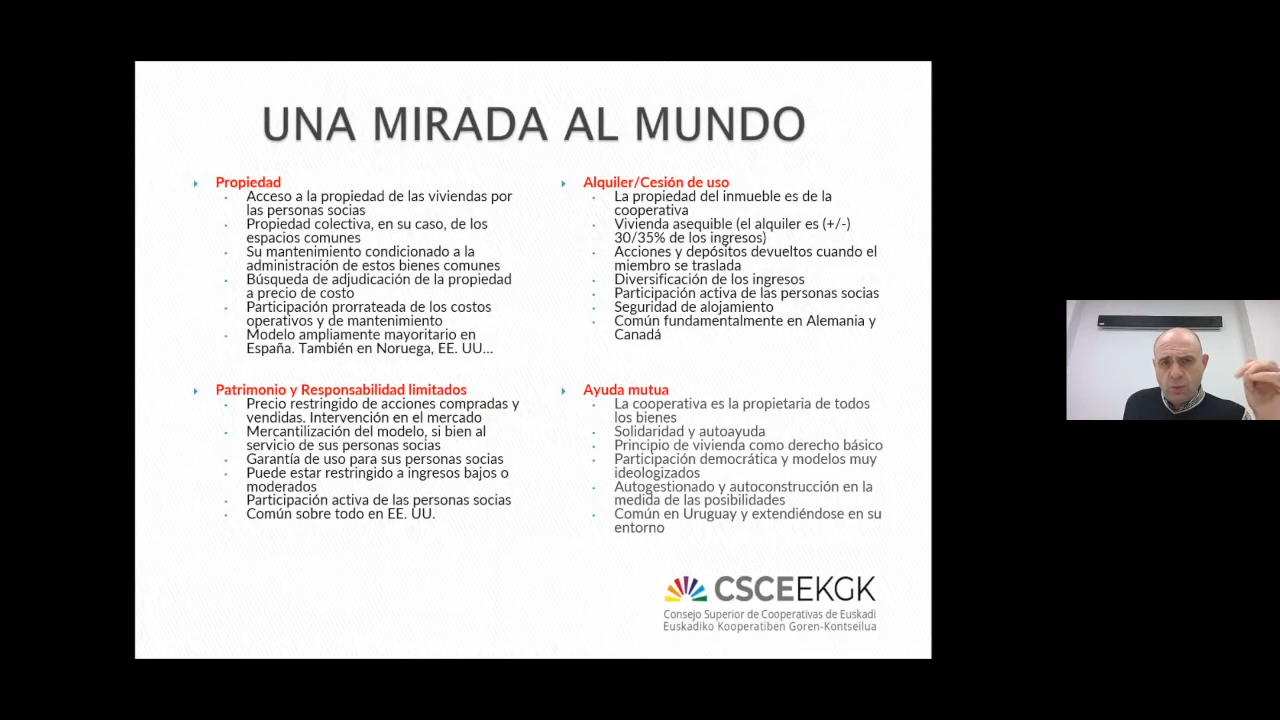 UNA MIRADA AL MUNDO
Propiedad
Acceso a la propiedad de las viviendas por
las personas socias
Propiedad colectiva, en su caso, de los
espacios comunes
Su mantenimiento condicionado a la
administración de estos bienes comunes
Búsqueda de adjudicación de la propiedad
a precio de costo
Participación prorrateada de los costos
operativos y de mantenimiento
Modelo ampliamente mayoritario en
España. También en Noruega, EE. UU...
Alquiler/Cesión de uso
La propiedad del inmueble es de la
cooperativa
Vivienda asequible (el alquiler es (+/-)
30/35% de los ingresos)
Acciones y depósitos devueltos cuando el
miembro se traslada
Diversificación de los ingresos
Participación activa de las personas socias
Seguridad de alojamiento
Común fundamentalmente en Alemania y
Canadá
Patrimonio y Responsabilidad limitados
Precio restringido de acciones compradas y
vendidas. Intervención en el mercado
Mercantilización del modelo, si bien al
servicio de sus personas socias
Garantía de uso para sus personas socias
Puede estar restringido a ingresos bajos o
moderados
Participación activa de las personas socias
Común sobre todo en EE. UU.
Ayuda mutua
La cooperativa es la propietaria de todos
los bienes
Solidaridad y autoayuda
Principio de vivienda como derecho básico
Participación democrática y modelos muy
ideologizados
Autogestionado y autoconstrucción en la
medida de las posibilidades
Común en Uruguay y extendiéndose en su
entorno
CSCEEKGK
Consejo Superior de Cooperativas de Euskadi
Euskadiko Kooperatiben Goren-Kontseilua